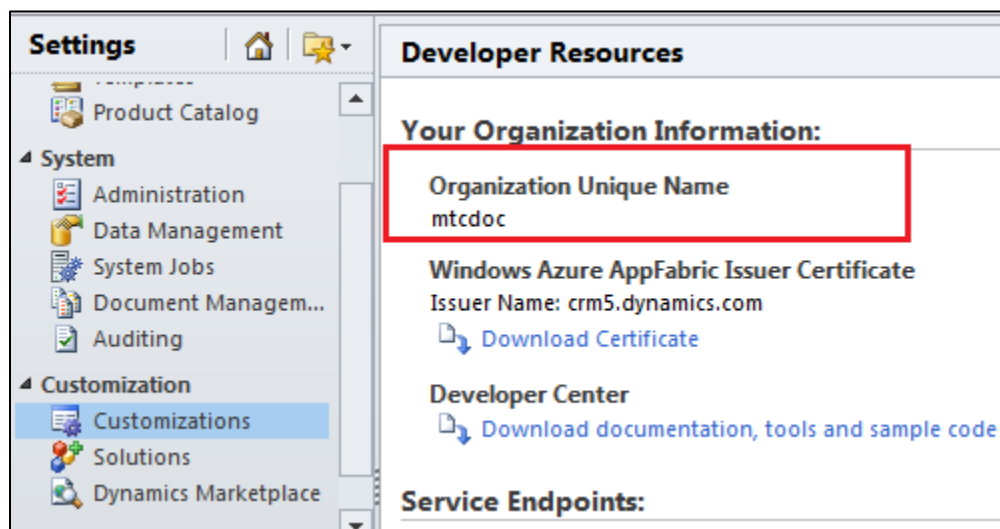 Settings
Product Catalog
System
Administration
Data Management
System Jobs
Document Managem...
Auditing
Customization
Customizations
Solutions
Dynamics Marketplace
Developer Resources
Your Organization Information:
Organization Unique Name
mtcdoc
Windows Azure AppFabric Issuer Certificate
Issuer Name: crm5.dynamics.com
Download Certificate
Developer Center
Download documentation, tools and sample code
Service Endpoints: